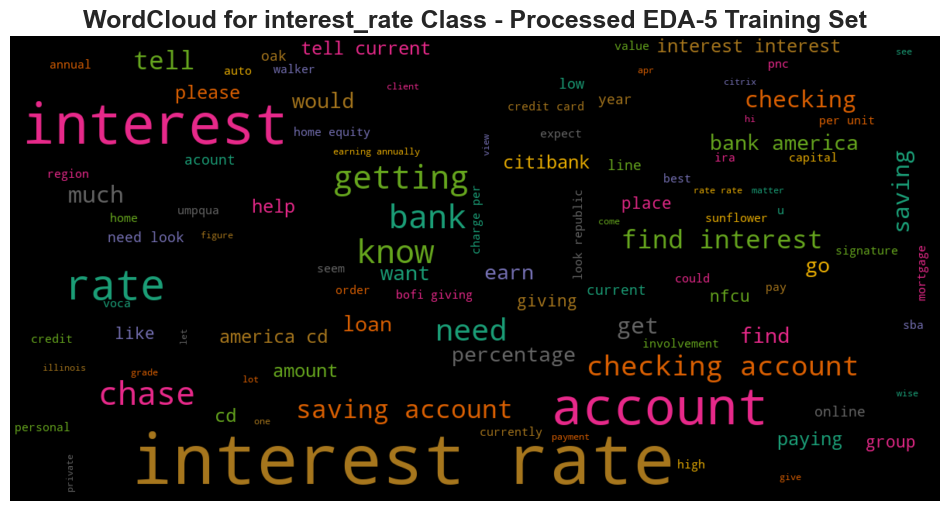 WordCloud for interest_rate Class - Processed EDA-5 Training Set
tell current
value
interest interest
see
oak
tell
annual
auto
walker
pnc
apr
client
low
citrix
please
would
credit card
year
checking
interest
home equity
expect
hi
per unit
view
bank america
earning annually
acount
citibank
line
ira
capital
saving
region
getting
best
much
rate rate
matter
help
umpqua
bank
charge per
place
u
home
sunflower
come
need look
figure
know
look republic
find interest
signature
seem
want
earn
go
rate
could
mortgage
order
bofi giving
giving
current
nfcu
pay
voca
loan
need
get
sba
credit
like
let
america cd
involvement
find
percentage
illinois
grade
lot
amount
checking account
chase
wise
cd
one
saving account
account
online
personal
currently
payment
paying
group
interest rate
high
private
give